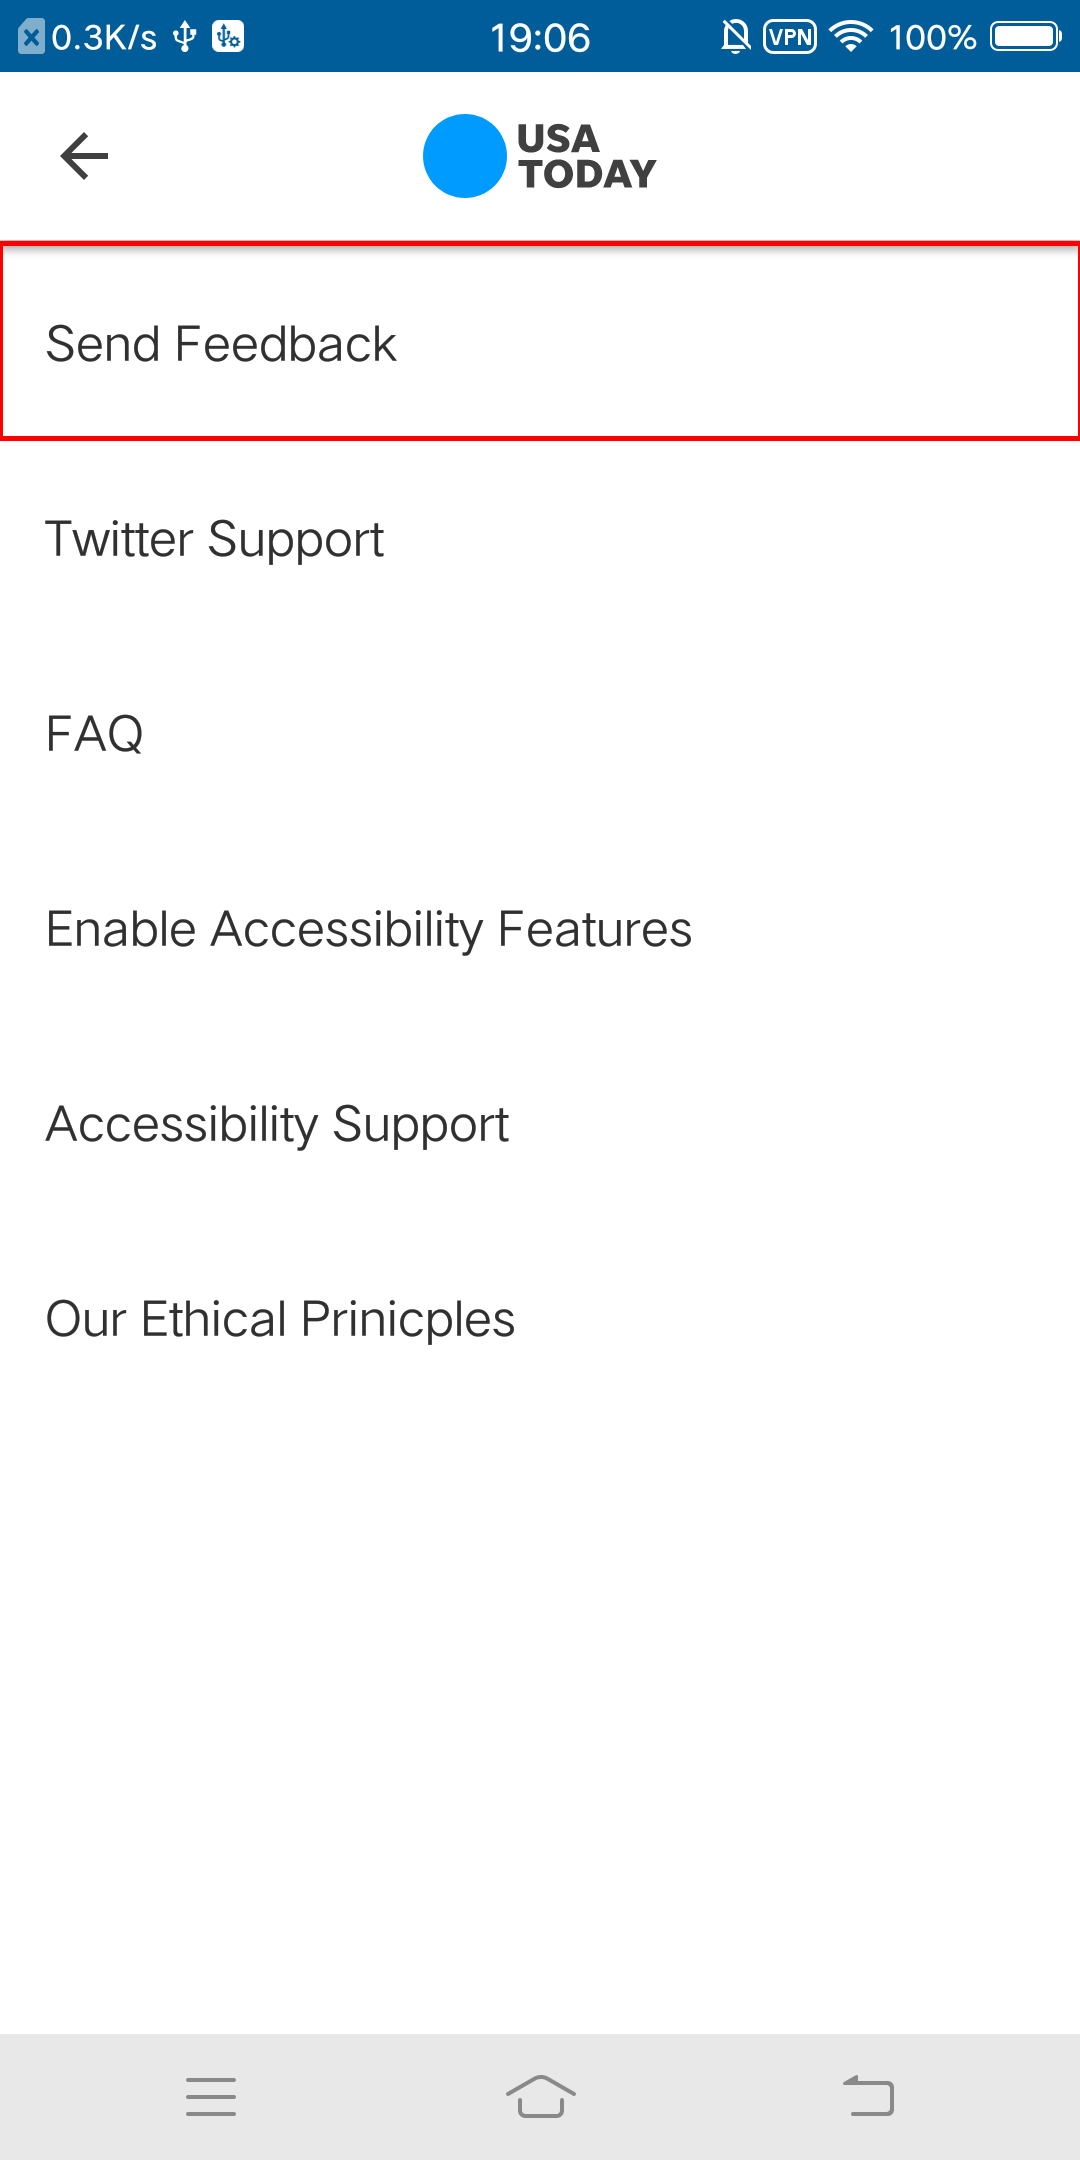 0.3K/s
19:06
VPN
100%
USA
TODAY
Send Feedback
Twitter Support
FAQ
Enable Accessibility Features
Accessibility Support
Our Ethical Prinicples